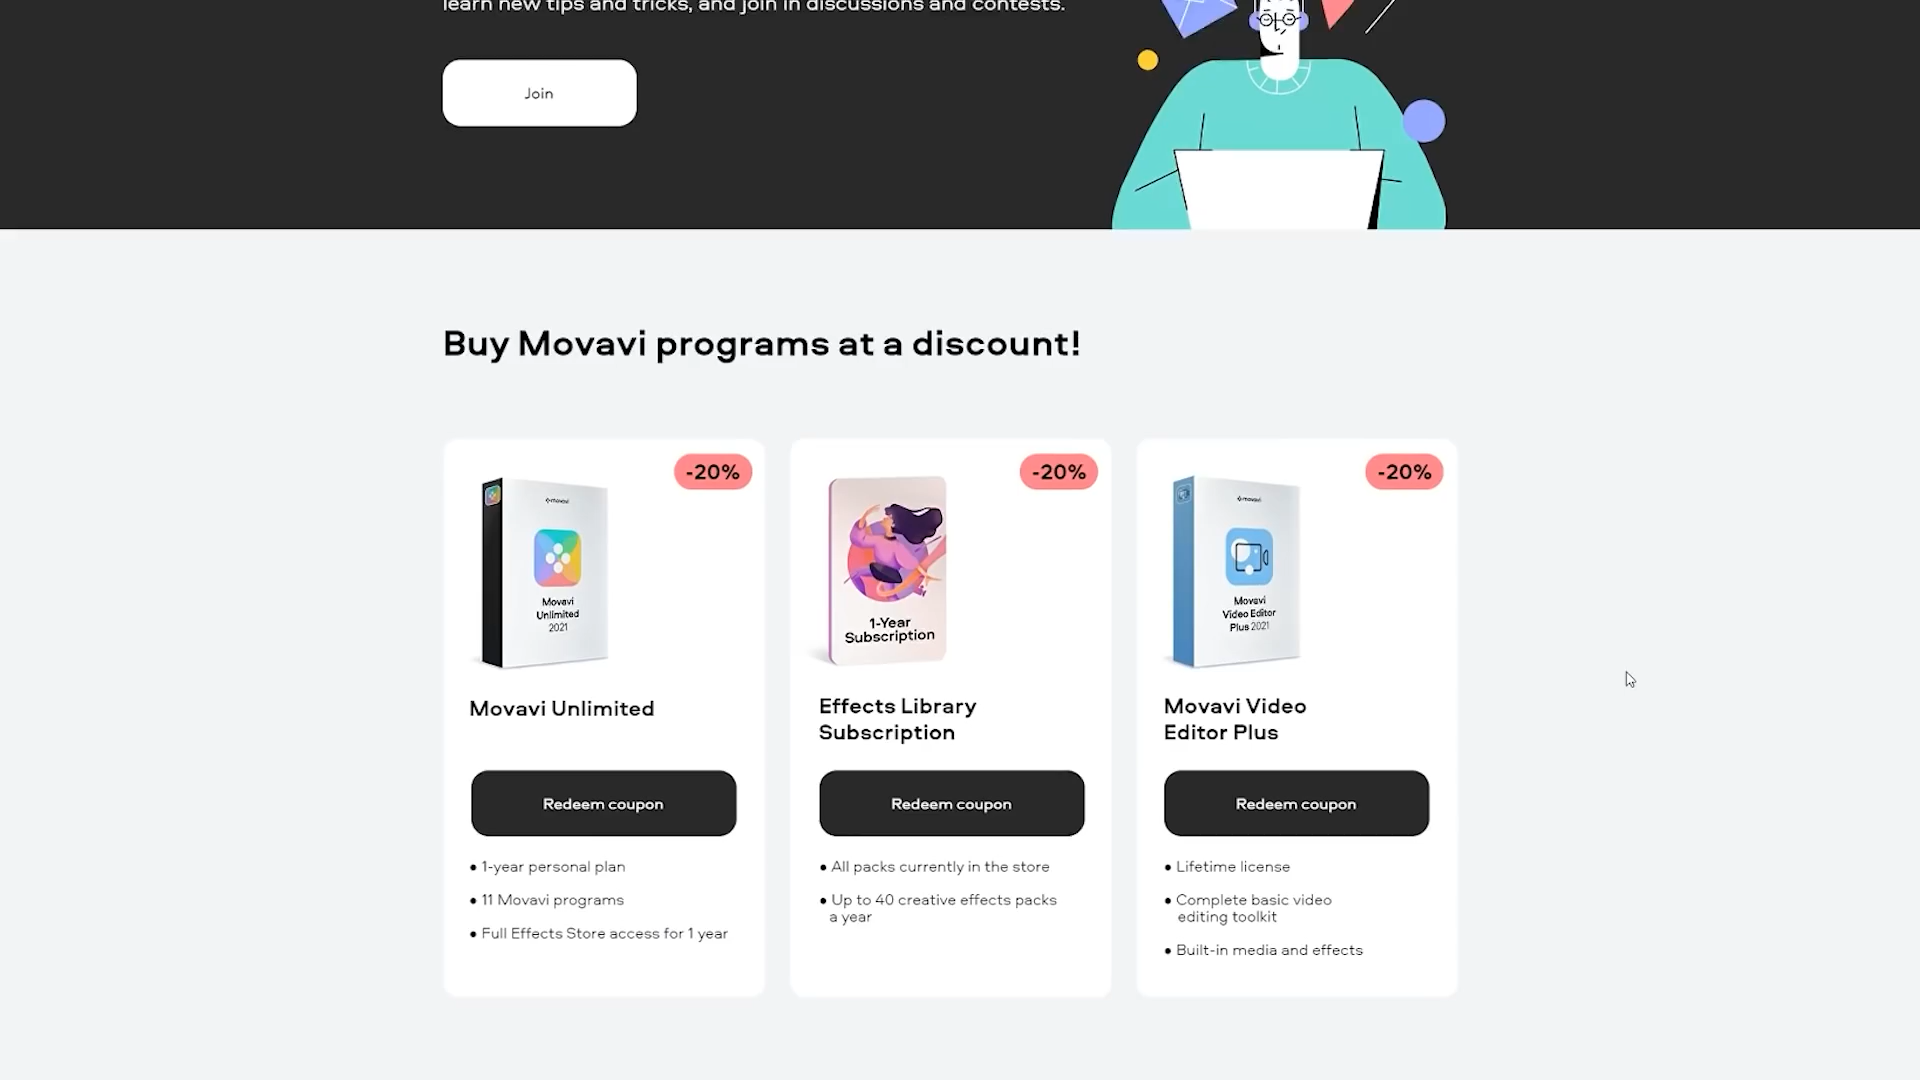 learn new tips and tricks, and join in discussions and contests.
Join
Buy Movavi programs at a discount!
-20%
movavi
Movavi
Unlimited
2021
Movavi Unlimited
Redeem coupon
• 1-year personal plan
• 11 Movavi programs
• Full Effects Store access for 1 year
-20%
1-Year
Subscription
Effects Library
Subscription
Redeem coupon
• All packs currently in the store
• Up to 40 creative effects packs
a year
-20%
movavi
Movavi
Video Editor
Plus 2021
Movavi Video
Editor Plus
Redeem coupon
• Lifetime license
• Complete basic video
editing toolkit
• Built-in media and effects